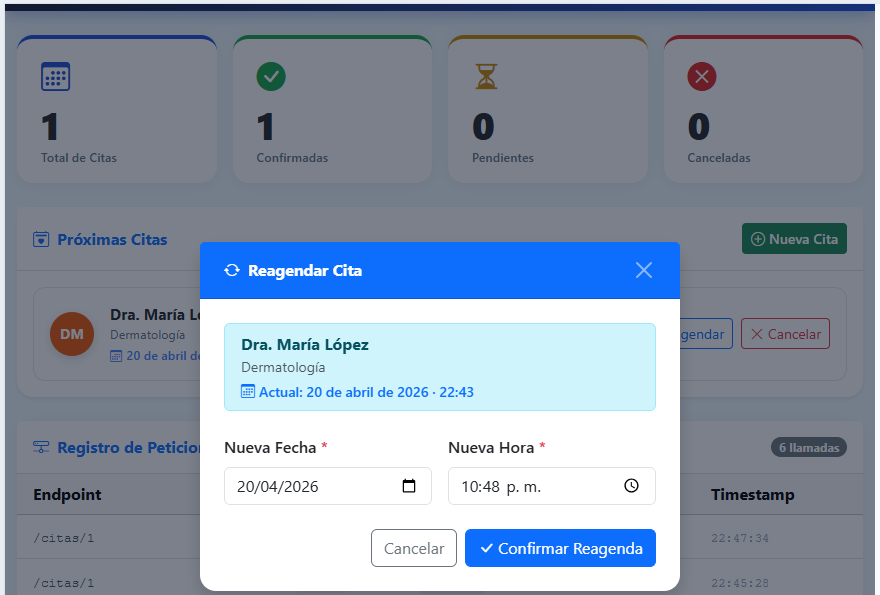 1 1 0 0
Total de Citas Confirmadas Pendientes Canceladas
Próximas Citas Nueva Cita
Reagendar Cita
DM Dra. María
Dermatología
20 de abril
gendar Cancelar
Dra. María López
Dermatología
Actual: 20 de abril de 2026 · 22:43
Registro de 6 llamadas
Nueva Fecha * Nueva Hora *
20/04/2026 10:48 p. m.
Endpoint Timestamp
/citas/1 22:47:34
Cancelar Confirmar Reagenda
/citas/1 22:45:28